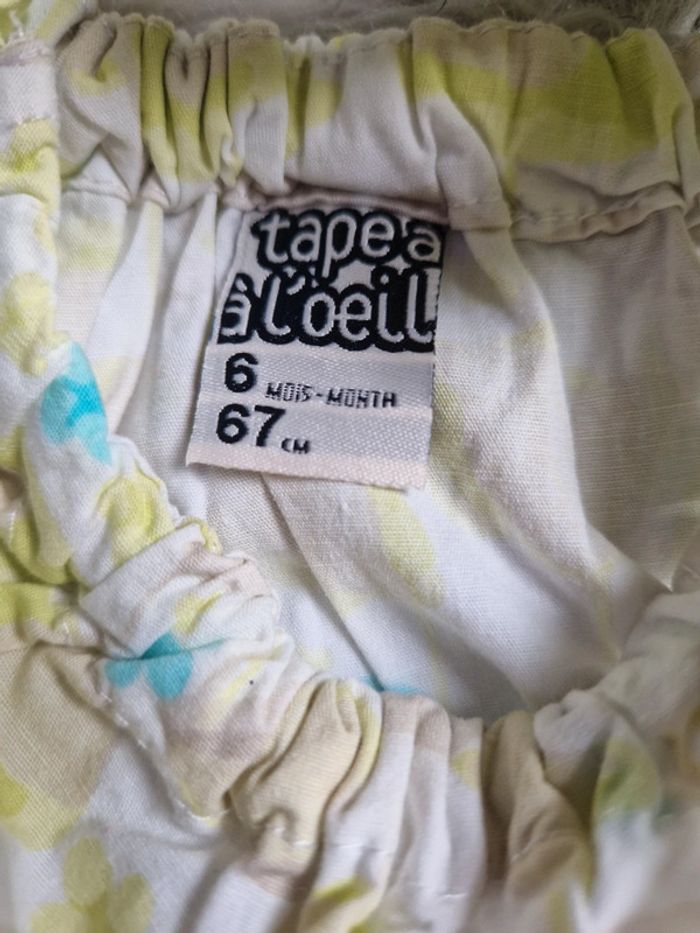 tape a
à l'oeil
6 MOIS-MONTH
67 CM